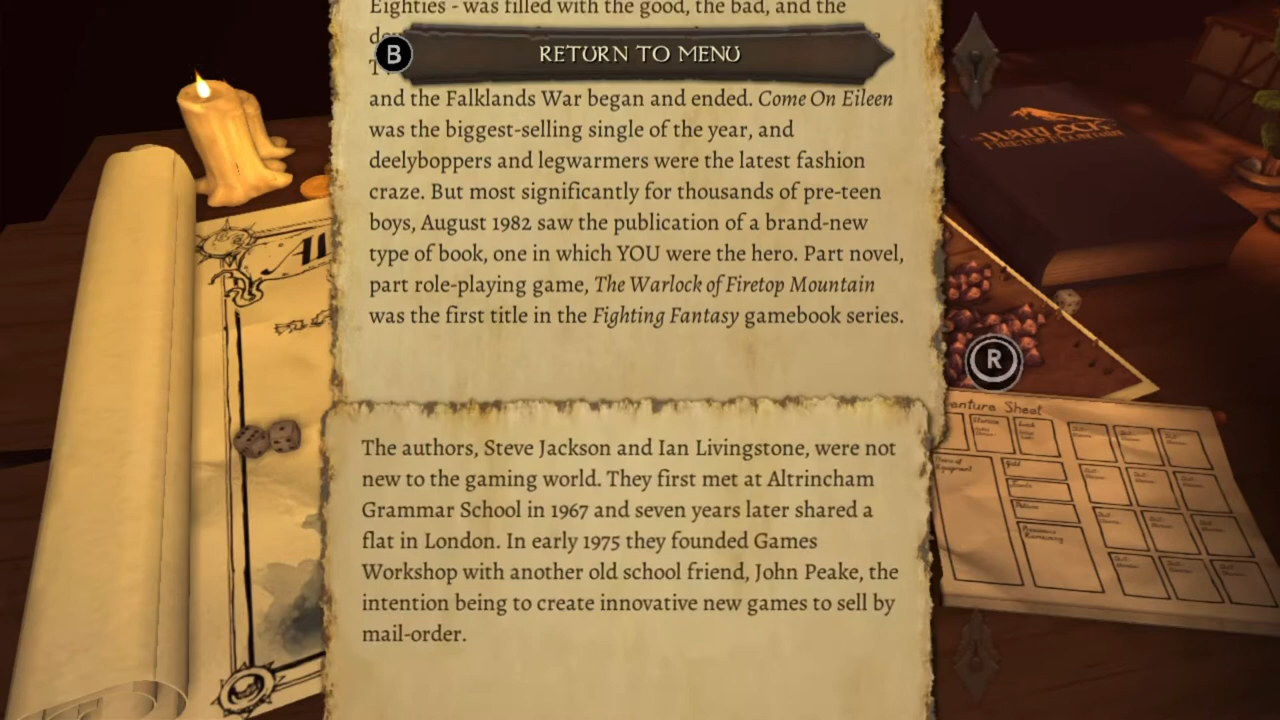 Eighties - was filled with the good, the bad, and the
B
RETURN TO MENU
and the Falklands War began and ended. Come On Eileen
was the biggest-selling single of the year, and
deelyboppers and legwarmers were the latest fashion
craze. But most significantly for thousands of pre-teen
boys, August 1982 saw the publication of a brand-new
type of book, one in which YOU were the hero. Part novel,
part role-playing game, The Warlock of Firetop Mountain
was the first title in the Fighting Fantasy gamebook series.
The authors, Steve Jackson and Ian Livingstone, were not
new to the gaming world. They first met at Altrincham
Grammar School in 1967 and seven years later shared a
flat in London. In early 1975 they founded Games
Workshop with another old school friend, John Peake, the
intention being to create innovative new games to sell by
mail-order.
WARLOCK
FIRETOP MOUNTAIN
R
Sheet
Gold